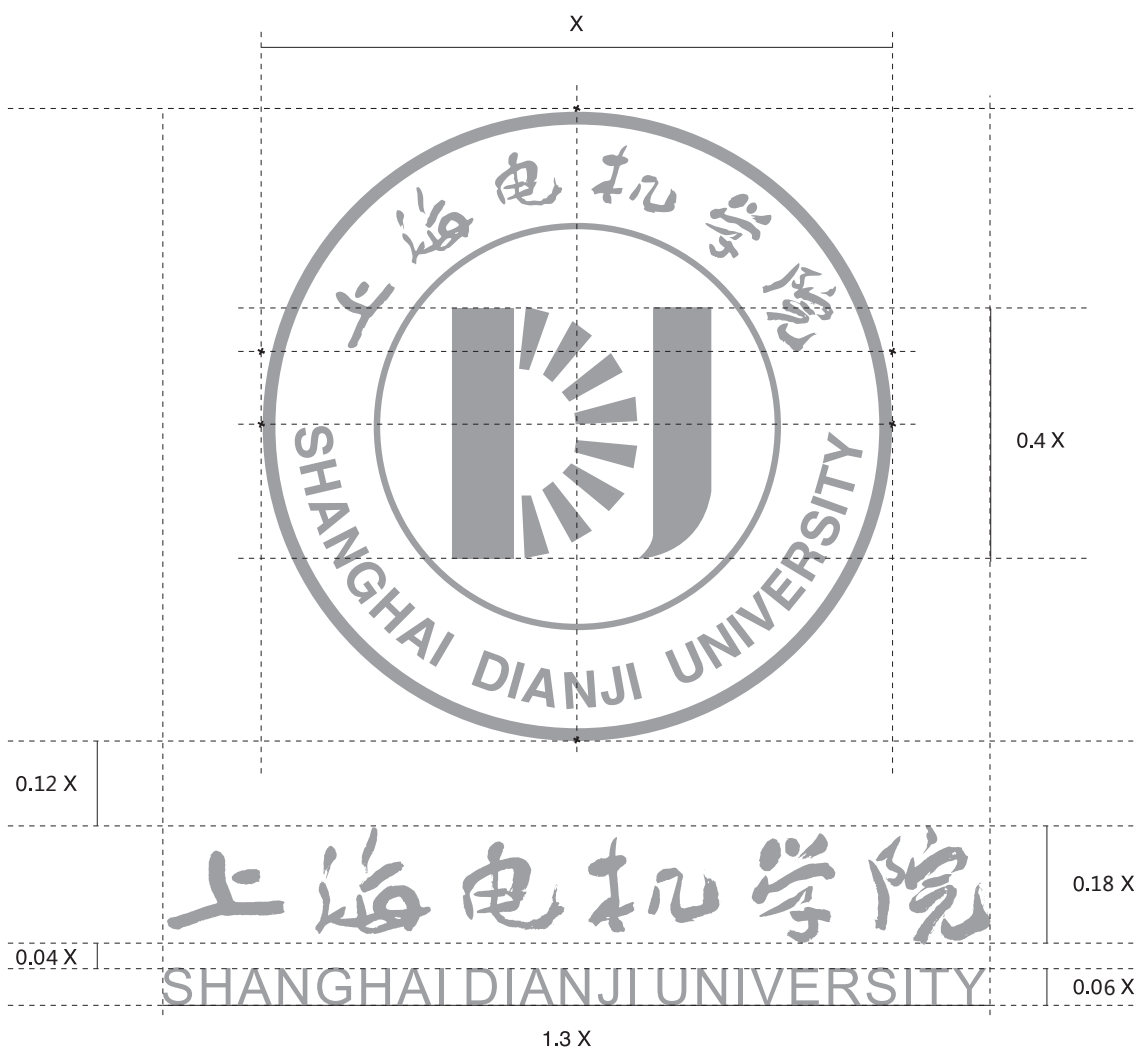 X
上海电机学院
0.4 X
SHANGHAI DIANJI UNIVERSITY
0.12 X
上海电机学院
0.18 X
0.04 X
SHANGHAI DIANJI UNIVERSITY
0.06 X
1.3 X